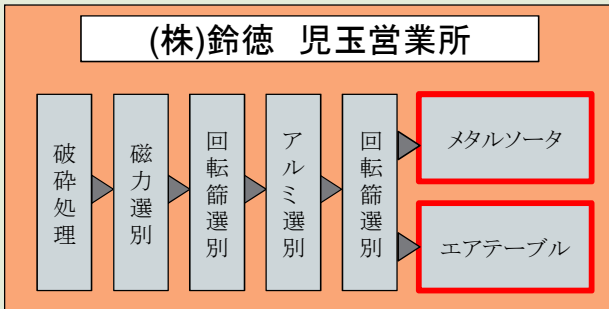 (株)鈴徳　児玉営業所
破砕処理
磁力選別
回転篩選別
アルミ選別
回転篩選別
メタルソータ
エアテーブル